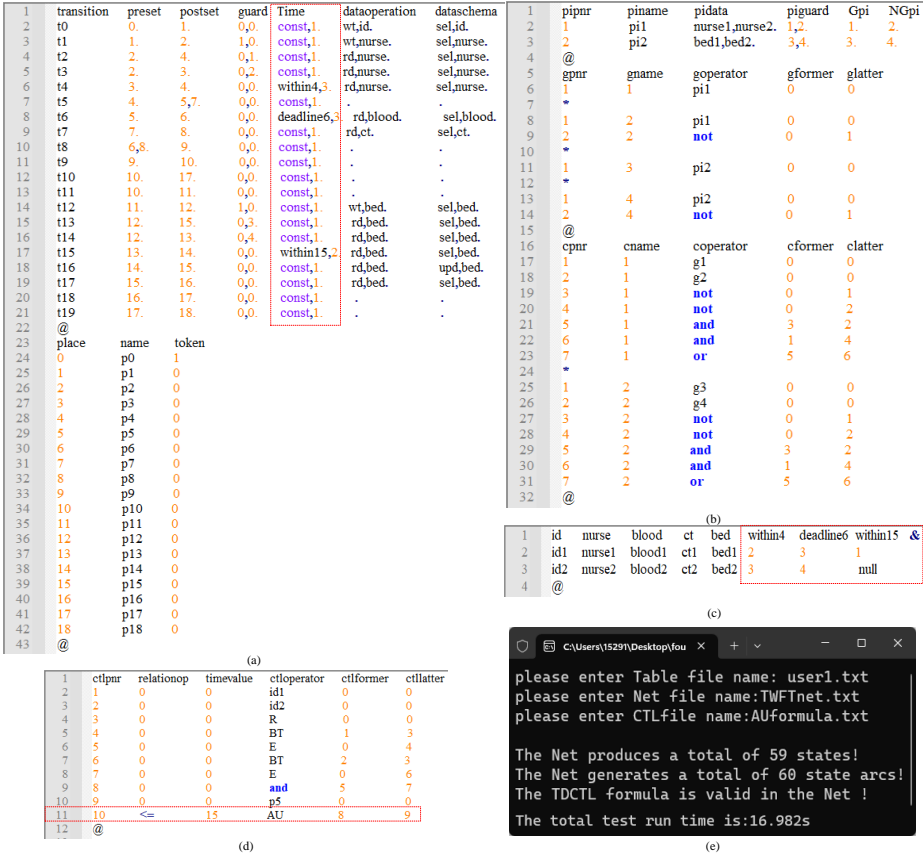 1 transition preset postset guard Time dataoperation dataschema
2 t0 0. 1. 0,0. const,1. wt,id. sel,id.
3 t1 1. 2. 1,0. const,1. wt,nurse. sel,nurse.
4 t2 2. 4. 0,1. const,1. rd,nurse. sel,nurse.
5 t3 2. 3. 0,2. const,1. rd,nurse. sel,nurse.
6 t4 3. 4. 0,0. within4,3. rd,nurse. sel,nurse.
7 t5 4. 5,7. 0,0. const,1. . .
8 t6 5. 6. 0,0. deadline6,3 rd,blood. sel,blood.
9 t7 7. 8. 0,0. const,1. rd,ct. sel,ct.
10 t8 6,8. 9. 0,0. const,1. . .
11 t9 9. 10. 0,0. const,1. . .
12 t10 10. 17. 0,0. const,1. . .
13 t11 10. 11. 0,0. const,1. . .
14 t12 11. 12. 1,0. const,1. wt,bed. sel,bed.
15 t13 12. 15. 0,3. const,1. rd,bed. sel,bed.
16 t14 12. 13. 0,4. const,1. rd,bed. sel,bed.
17 t15 13. 14. 0,0. within15,2 rd,bed. sel,bed.
18 t16 14. 15. 0,0. const,1. rd,bed. upd,bed.
19 t17 15. 16. 0,0. const,1. rd,bed. sel,bed.
20 t18 16. 17. 0,0. const,1. . .
21 t19 17. 18. 0,0. const,1. . .
22 @
23 place name token
24 0 p0 1
25 1 p1 0
26 2 p2 0
27 3 p3 0
28 4 p4 0
29 5 p5 0
30 6 p6 0
31 7 p7 0
32 8 p8 0
33 9 p9 0
34 10 p10 0
35 11 p11 0
36 12 p12 0
37 13 p13 0
38 14 p14 0
39 15 p15 0
40 16 p16 0
41 17 p17 0
42 18 p18 0
43 @
(a)
1 pipnr piname pidata piguard Gpi NGpi
2 1 pi1 nurse1,nurse2. 1,2. 1. 2.
3 2 pi2 bed1,bed2. 3,4. 3. 4.
4 @
5 gpnr gname goperator gformer glatter
6 1 1 pi1 0 0
7 *
8 1 2 pi1 0 0
9 2 2 not 0 1
10 *
11 1 3 pi2 0 0
12 *
13 1 4 pi2 0 0
14 2 4 not 0 1
15 @
16 cpnr cname coperator cformer clatter
17 1 1 g1 0 0
18 2 1 g2 0 0
19 3 1 not 0 1
20 4 1 not 0 2
21 5 1 and 3 2
22 6 1 and 1 4
23 7 1 or 5 6
24 *
25 1 2 g3 0 0
26 2 2 g4 0 0
27 3 2 not 0 1
28 4 2 not 0 2
29 5 2 and 3 2
30 6 2 and 1 4
31 7 2 or 5 6
32 @
(b)
1 id nurse blood ct bed within4 deadline6 within15 &
2 id1 nurse1 blood1 ct1 bed1 2 3 1
3 id2 nurse2 blood2 ct2 bed2 3 4 null
4 @
(c)
1 ctlpnr relationop timevalue ctloperator ctlformer ctllatter
2 1 0 0 id1 0 0
3 2 0 0 id2 0 0
4 3 0 0 R 0 0
5 4 0 0 BT 1 3
6 5 0 0 E 0 4
7 6 0 0 BT 2 3
8 7 0 0 E 0 6
9 8 0 0 and 5 7
10 9 0 0 p5 0 0
11 10 <= 15 AU 8 9
12 @
(d)
C:\Users\15291\Desktop\fou
please enter Table file name: user1.txt
please enter Net file name:TWFTnet.txt
please enter CTLfile name:AUformula.txt
The Net produces a total of 59 states!
The Net generates a total of 60 state arcs!
The TDCTL formula is valid in the Net !
The total test run time is:16.982s
(e)